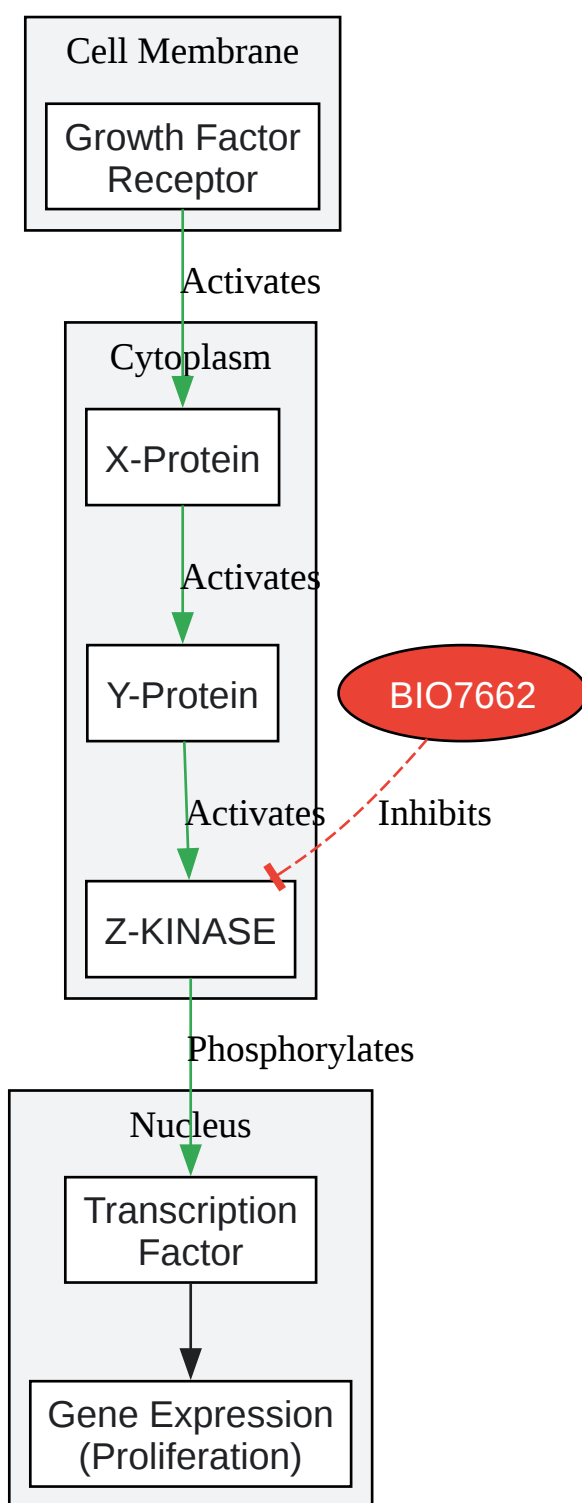 Cell Membrane
Growth Factor
Receptor
Activates
Cytoplasm
X-Protein
Activates
Y-Protein
BIO7662
Activates
Inhibits
Z-KINASE
Phosphorylates
Nucleus
Transcription
Factor
Gene Expression
(Proliferation)